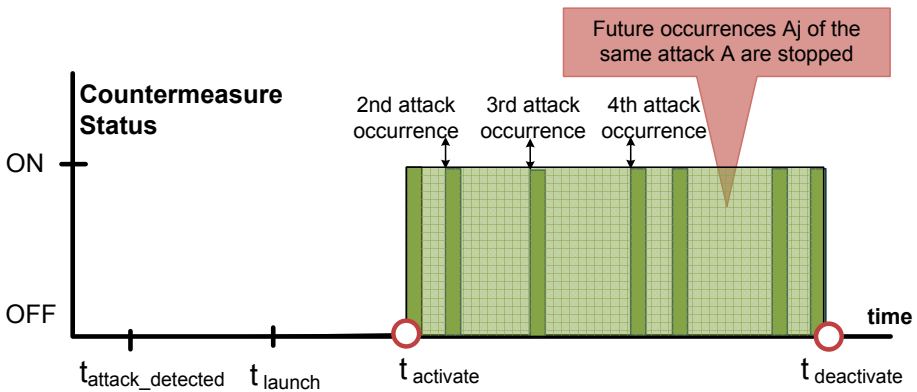 Future occurrences Aj of the
same attack A are stopped
Countermeasure
Status
2nd attack
occurrence
3rd attack
occurrence
4th attack
occurrence
ON
OFF
time
tattack_detected
t launch
t activate
t deactivate